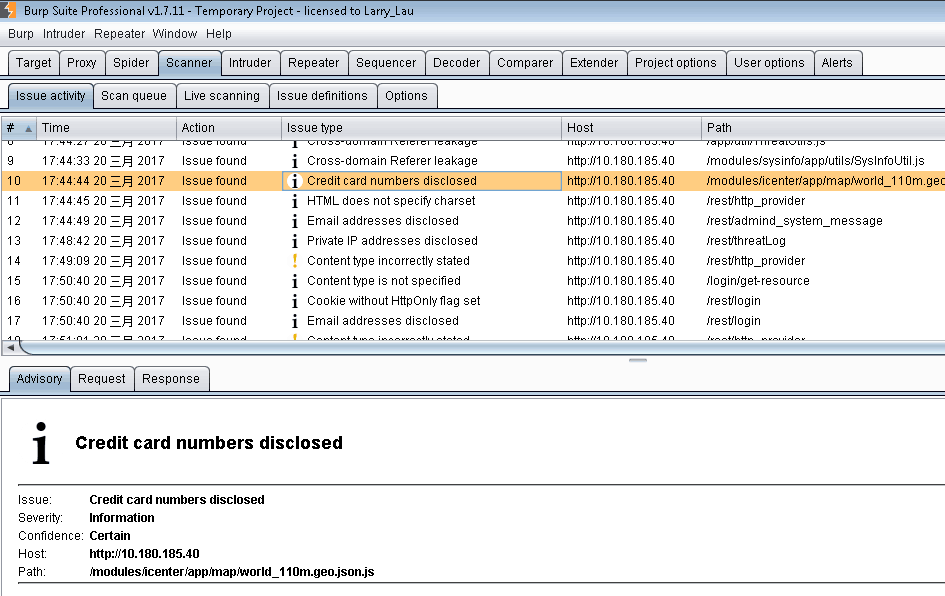 Burp Suite Professional v1.7.11 - Temporary Project - licensed to Larry_Lau
Burp Intruder Repeater Window Help
Target Proxy Spider Scanner Intruder Repeater Sequencer Decoder Comparer Extender Project options User options Alerts
Issue activity Scan queue Live scanning Issue definitions Options
# Time Action Issue type Host Path
8 17:44:27 20 三月 2017 Issue found Cross-domain Referer leakage http://10.180.185.40 /app/util/ThreatUtils.js
9 17:44:33 20 三月 2017 Issue found Cross-domain Referer leakage http://10.180.185.40 /modules/sysinfo/app/utils/SysInfoUtil.js
10 17:44:44 20 三月 2017 Issue found Credit card numbers disclosed http://10.180.185.40 /modules/icenter/app/map/world_110m.geo
11 17:44:45 20 三月 2017 Issue found HTML does not specify charset http://10.180.185.40 /rest/http_provider
12 17:44:49 20 三月 2017 Issue found Email addresses disclosed http://10.180.185.40 /rest/admind_system_message
13 17:48:42 20 三月 2017 Issue found Private IP addresses disclosed http://10.180.185.40 /rest/threatLog
14 17:49:09 20 三月 2017 Issue found Content type incorrectly stated http://10.180.185.40 /rest/http_provider
15 17:50:40 20 三月 2017 Issue found Content type is not specified http://10.180.185.40 /login/get-resource
16 17:50:40 20 三月 2017 Issue found Cookie without HttpOnly flag set http://10.180.185.40 /rest/login
17 17:50:40 20 三月 2017 Issue found Email addresses disclosed http://10.180.185.40 /rest/login
18 17:51:01 20 三月 2017 Issue found Content type incorrectly stated http://10.180.185.40 /rest/http_provider
Advisory Request Response
Credit card numbers disclosed
Issue: Credit card numbers disclosed
Severity: Information
Confidence: Certain
Host: http://10.180.185.40
Path: /modules/icenter/app/map/world_110m.geo.json.js